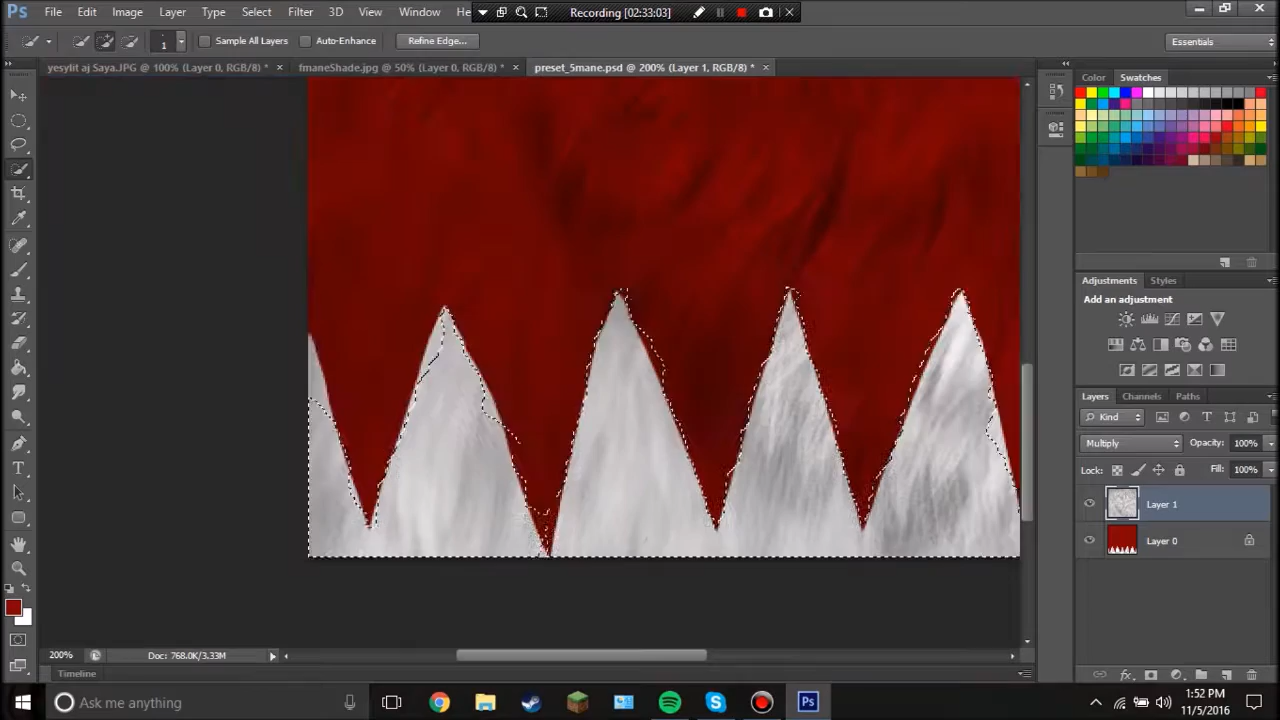 Ps File Edit Image Layer Type Select Filter 3D View Window He
Recording [02:33:03]
1 Sample All Layers Auto-Enhance Refine Edge... Essentials
yesylit aj Saya.JPG @ 100% (Layer 0, RGB/8) * × fmaneShade.jpg @ 50% (Layer 0, RGB/8) * × preset_5mane.psd @ 200% (Layer 1, RGB/8) * ×
Color Swatches
Adjustments Styles
Add an adjustment
Layers Channels Paths
Kind
Multiply Opacity: 100%
Lock: Fill: 100%
Layer 1
Layer 0
200% Doc: 768.0K/3.33M
Timeline
Ask me anything
Ps
1:52 PM
11/5/2016